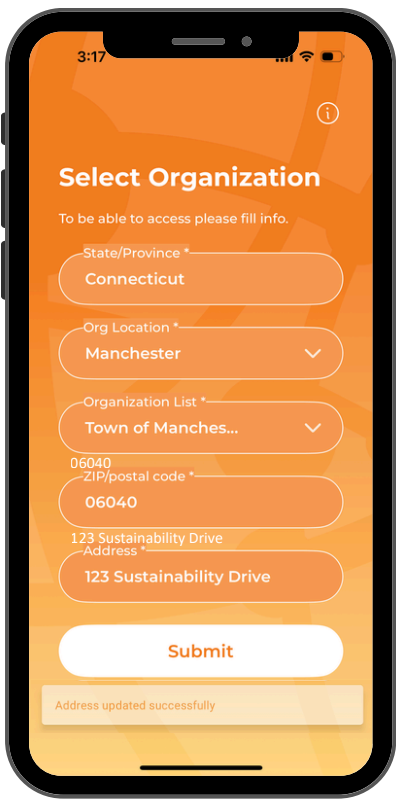 3:17
Select Organization
To be able to access please fill info.
State/Province *
Connecticut
Org Location *
Manchester
Organization List *
Town of Manches...
06040
ZIP/postal code *
06040
123 Sustainability Drive
Address *
123 Sustainability Drive
Submit
Address updated successfully